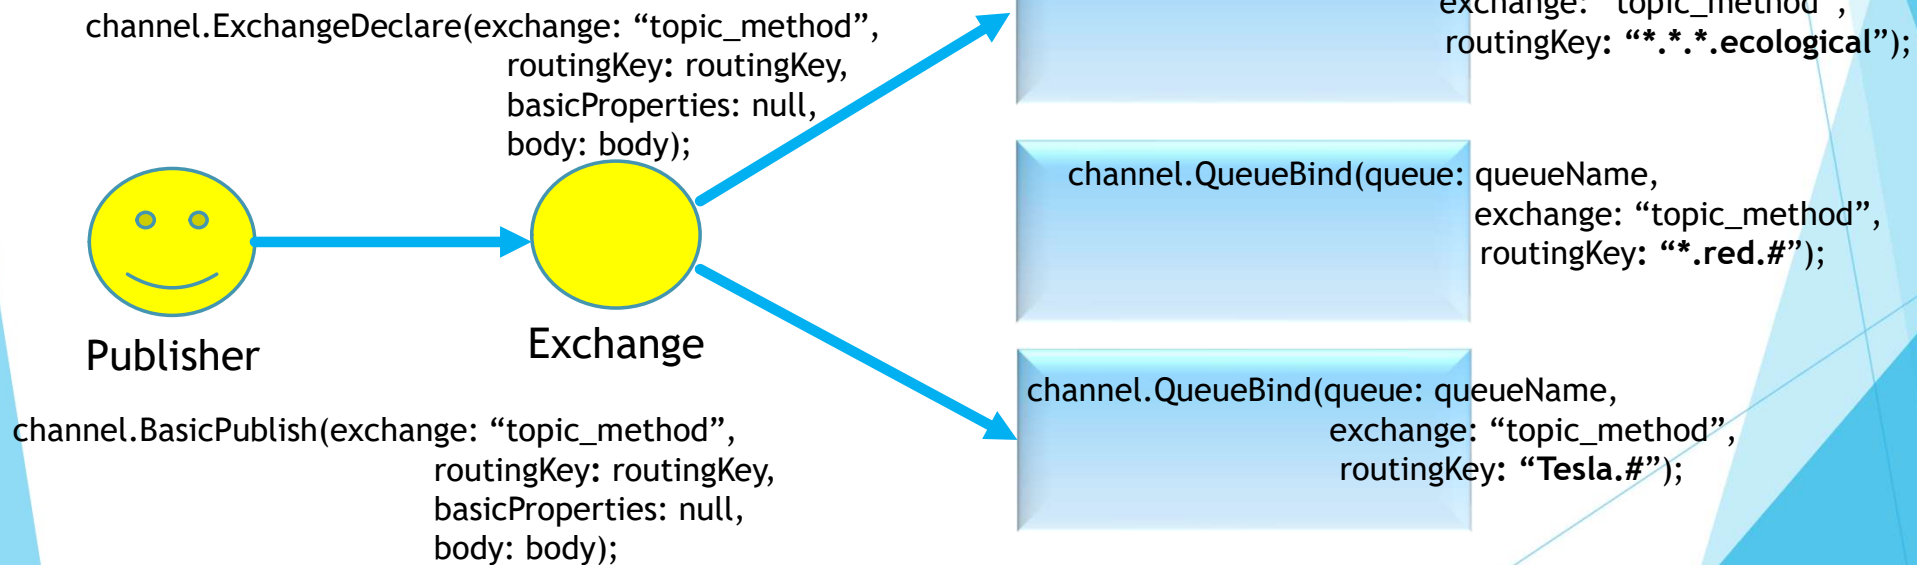 channel.ExchangeDeclare(exchange: “topic_method”,
routingKey: routingKey,
basicProperties: null,
body: body);
exchange: “topic_method”,
routingKey: “*.*.*.ecological”);
channel.QueueBind(queue: queueName,
exchange: “topic_method”,
routingKey: “*.red.#”);
Publisher
Exchange
channel.QueueBind(queue: queueName,
exchange: “topic_method”,
routingKey: “Tesla.#”);
channel.BasicPublish(exchange: “topic_method”,
routingKey: routingKey,
basicProperties: null,
body: body);